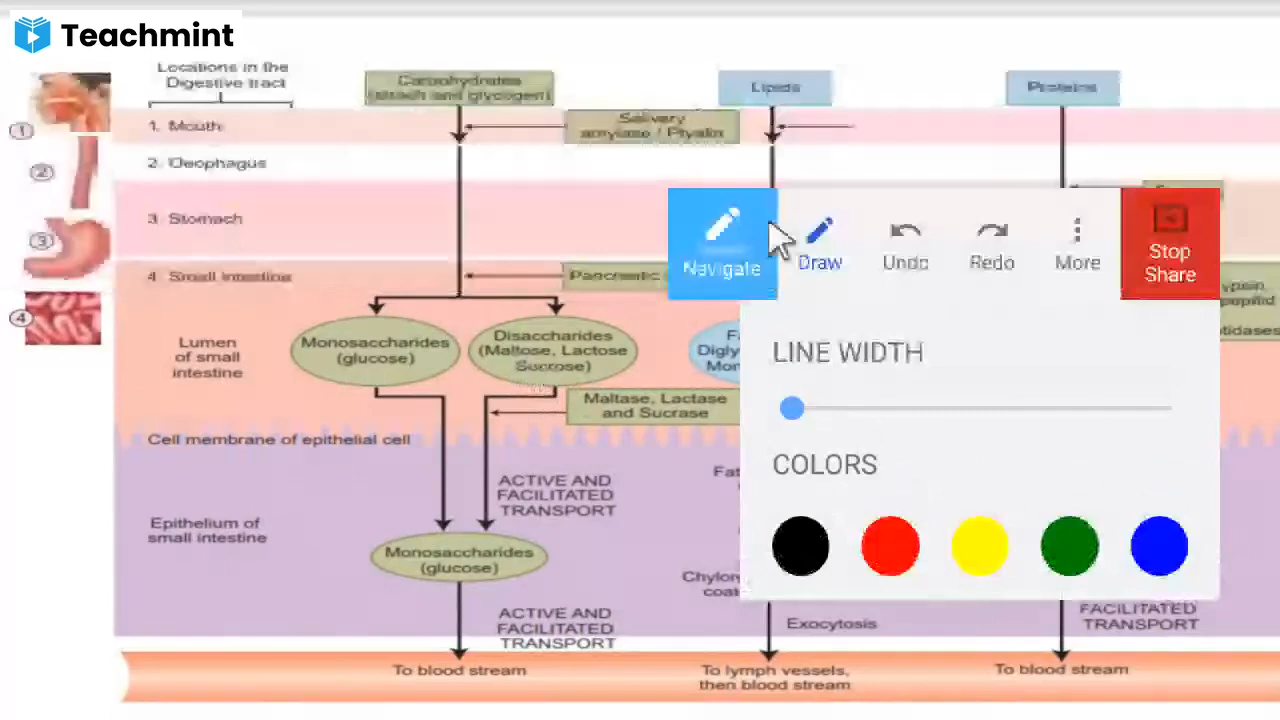 Teachmint
Locations in the
Digestive tract
Carbohydrates
(starch and glycogen)
Lipids
Proteins
1
1. Mouth
Salivary
amylase / Ptyalin
2
2. Oesophagus
3
3. Stomach
Navigate
Draw
Undo
Redo
More
Stop
Share
4
4. Small intestine
Pancreatic
Lumen
of small
intestine
Monosaccharides
(glucose)
Disaccharides
(Maltose, Lactose
Sucrose)
Maltase, Lactase
and Sucrase
LINE WIDTH
COLORS
Cell membrane of epithelial cell
ACTIVE AND
FACILITATED
TRANSPORT
Epithelium of
small intestine
Monosaccharides
(glucose)
ACTIVE AND
FACILITATED
TRANSPORT
Exocytosis
FACILITATED
TRANSPORT
To blood stream
To lymph vessels,
then blood stream
To blood stream